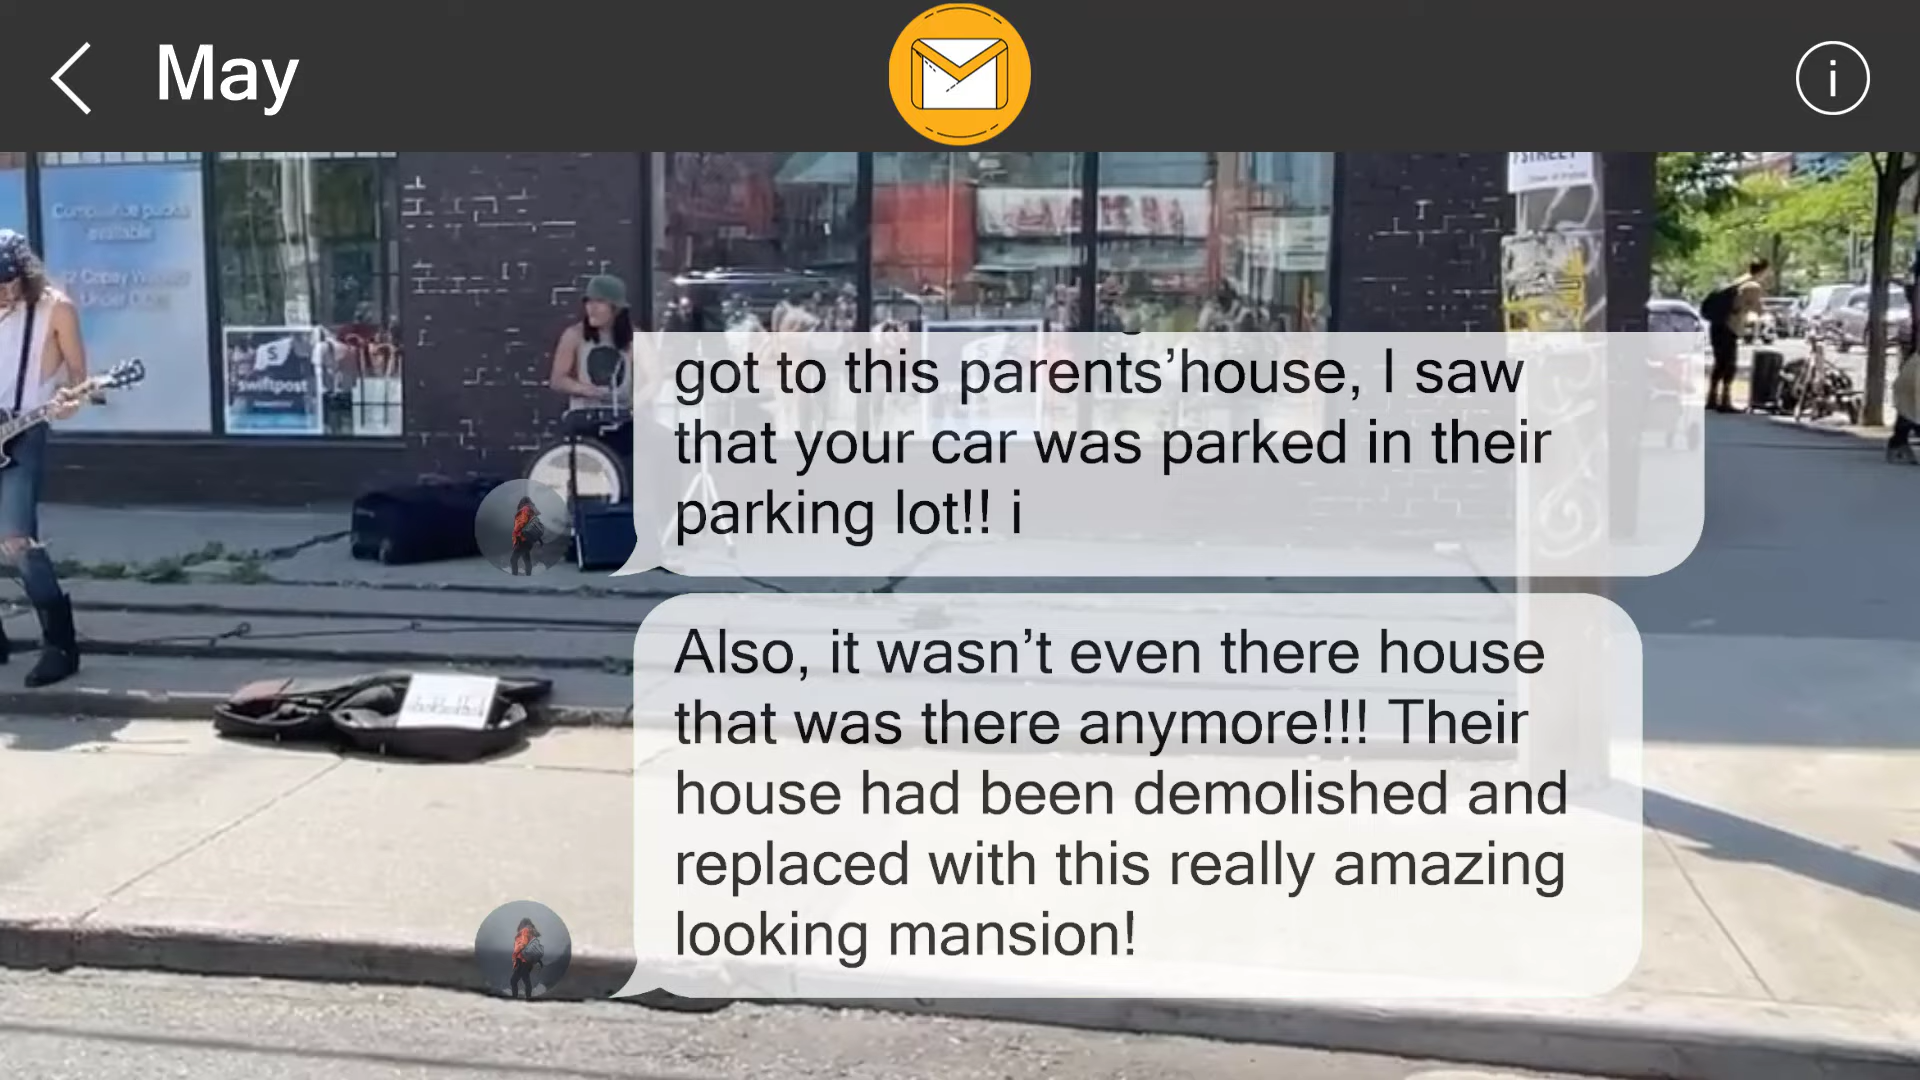 May
i
swiftpost
got to this parents’house, I saw
that your car was parked in their
parking lot!! i
Also, it wasn’t even there house
that was there anymore!!! Their
house had been demolished and
replaced with this really amazing
looking mansion!